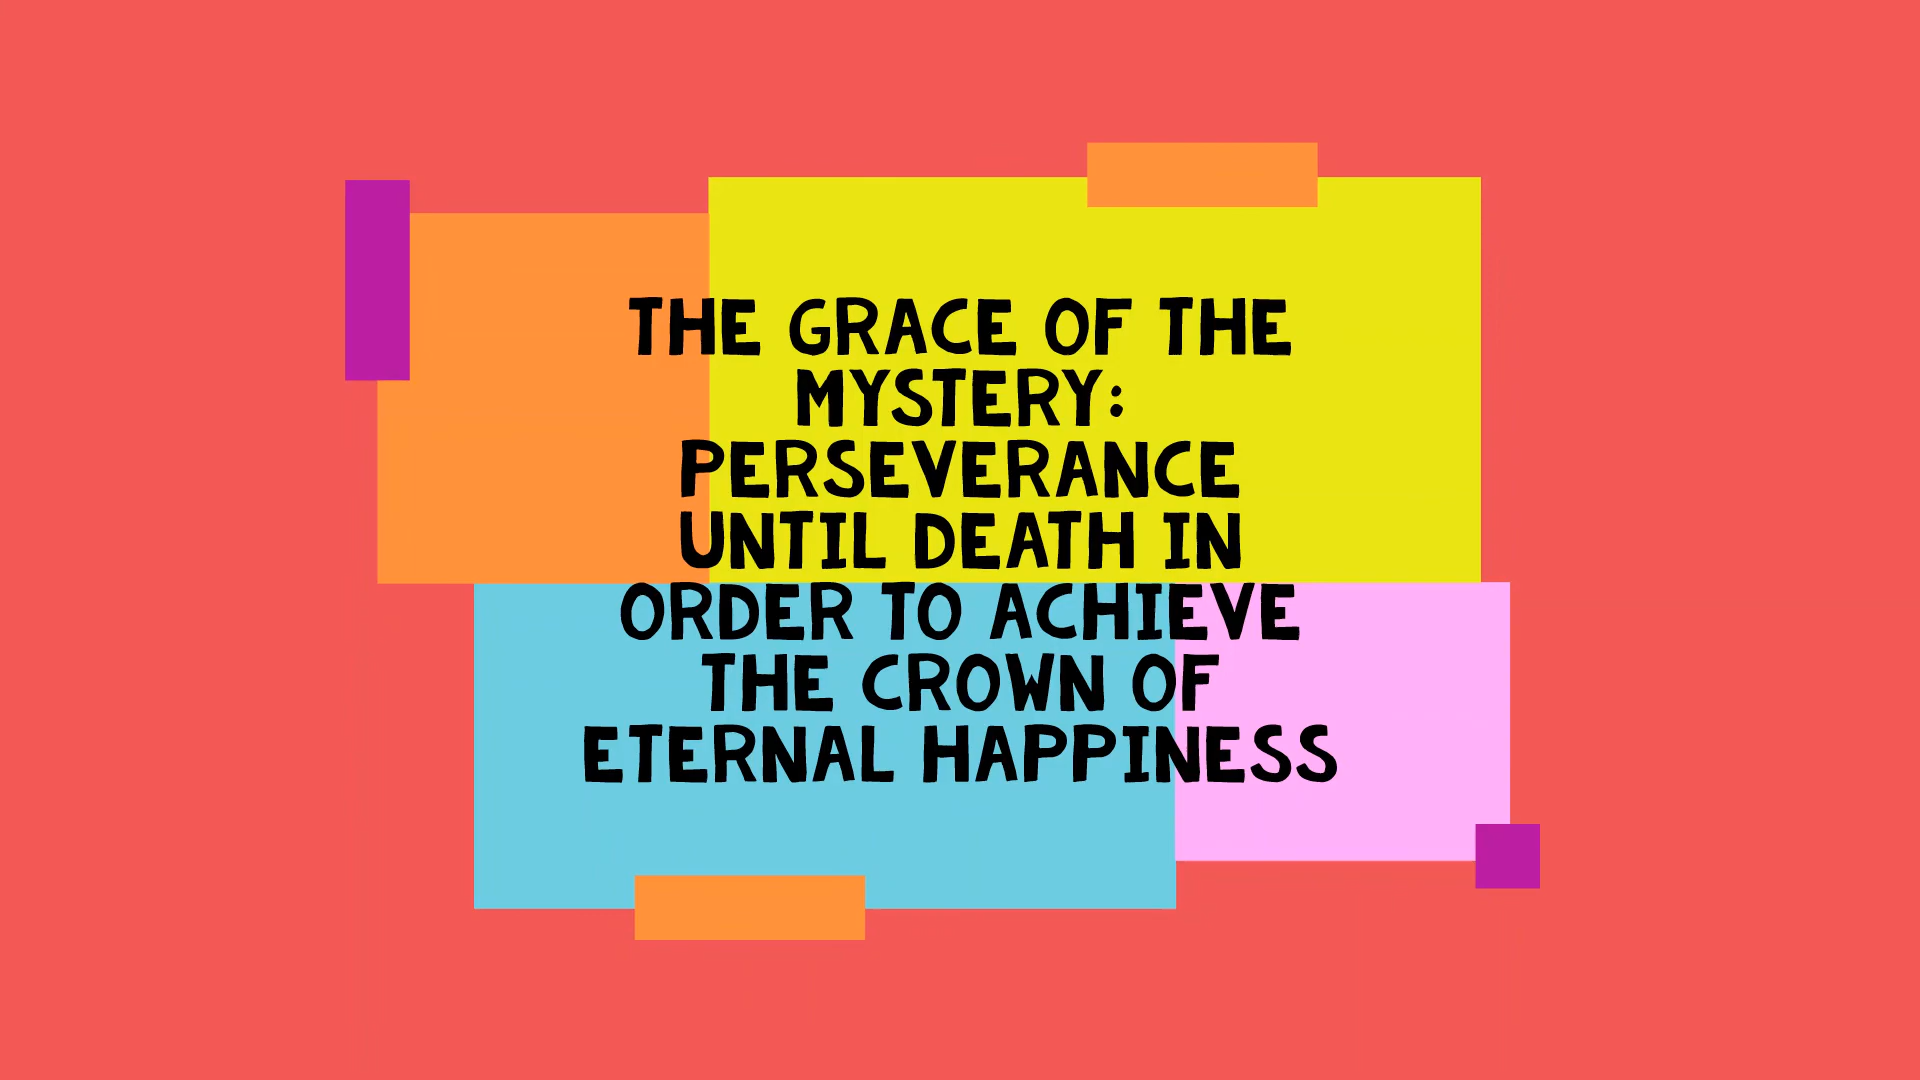 THE GRACE OF THE
MYSTERY:
PERSEVERANCE
UNTIL DEATH IN
ORDER TO ACHIEVE
THE CROWN OF
ETERNAL HAPPINESS